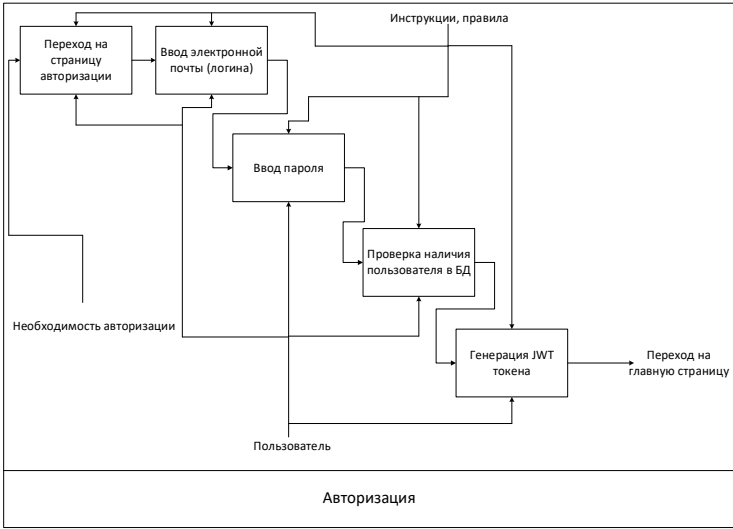 Инструкции, правила
Переход на
страницу
авторизации
Ввод электронной
почты (логина)
Ввод пароля
Проверка наличия
пользователя в БД
Необходимость авторизации
Генерация JWT
токена
Переход на
главную страницу
Пользователь
Авторизация